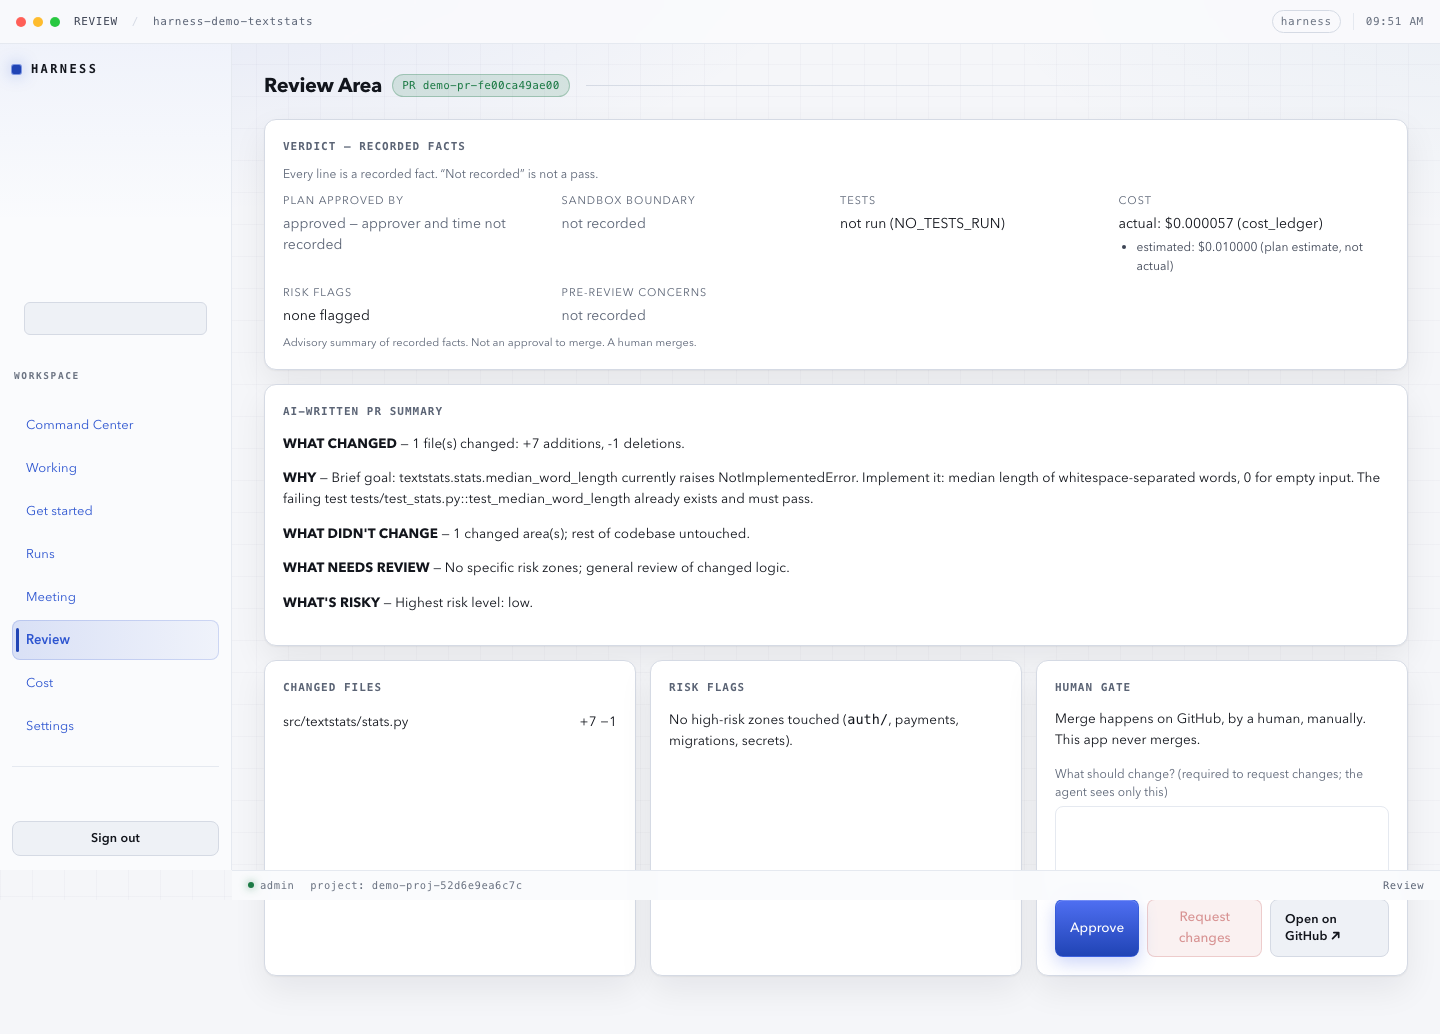 REVIEW / harness-demo-textstats
harness
09:51 AM
HARNESS
WORKSPACE
Command Center
Working
Get started
Runs
Meeting
Review
Cost
Settings
Sign out
Review Area
PR demo-pr-fe00ca49ae00
VERDICT — RECORDED FACTS
Every line is a recorded fact. “Not recorded” is not a pass.
PLAN APPROVED BY
approved — approver and time not
recorded
SANDBOX BOUNDARY
not recorded
TESTS
not run (NO_TESTS_RUN)
COST
actual: $0.000057 (cost_ledger)
• estimated: $0.010000 (plan estimate, not
actual)
RISK FLAGS
none flagged
PRE-REVIEW CONCERNS
not recorded
Advisory summary of recorded facts. Not an approval to merge. A human merges.
AI-WRITTEN PR SUMMARY
WHAT CHANGED — 1 file(s) changed: +7 additions, -1 deletions.
WHY — Brief goal: textstats.stats.median_word_length currently raises NotImplementedError. Implement it: median length of whitespace-separated words, 0 for empty input. The
failing test tests/test_stats.py::test_median_word_length already exists and must pass.
WHAT DIDN'T CHANGE — 1 changed area(s); rest of codebase untouched.
WHAT NEEDS REVIEW — No specific risk zones; general review of changed logic.
WHAT'S RISKY — Highest risk level: low.
CHANGED FILES
src/textstats/stats.py +7 −1
RISK FLAGS
No high-risk zones touched (auth/, payments,
migrations, secrets).
HUMAN GATE
Merge happens on GitHub, by a human, manually.
This app never merges.
What should change? (required to request changes; the
agent sees only this)
admin project: demo-proj-52d6e9ea6c7c
Review
Approve
Request
changes
Open on
GitHub ↗